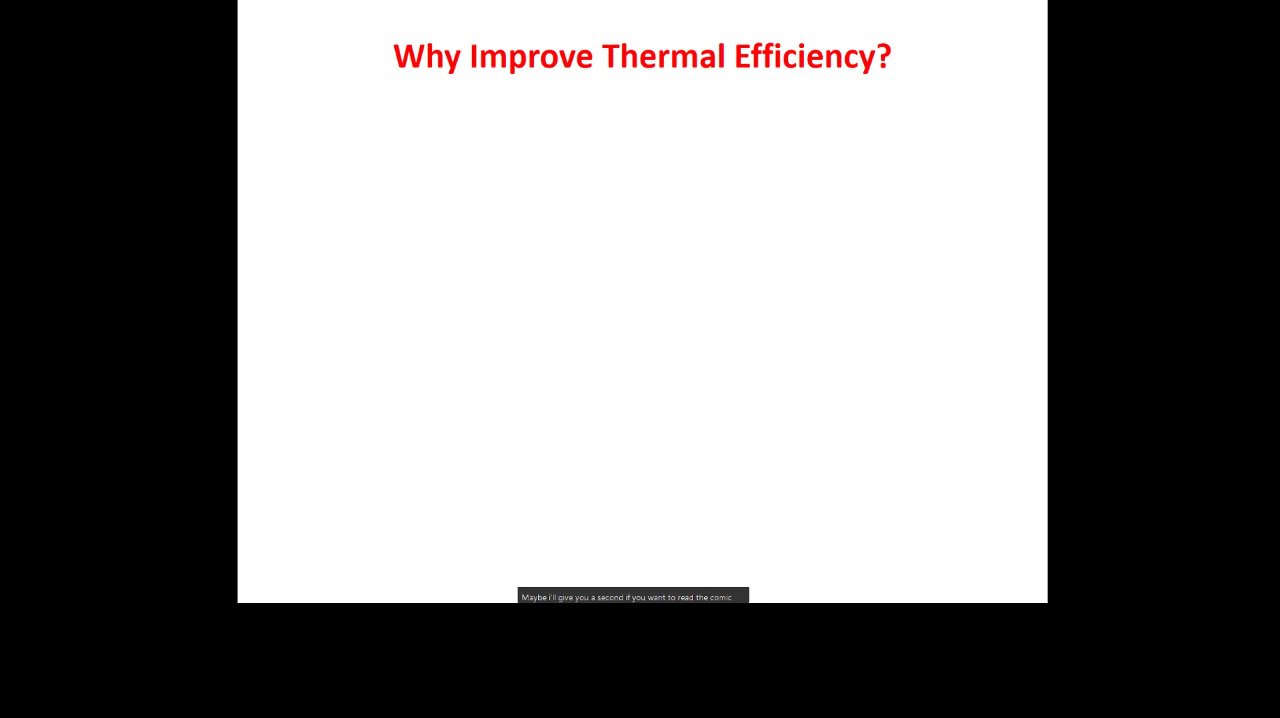 Why Improve Thermal Efficiency?
Maybe i'll give you a second if you want to read the comic